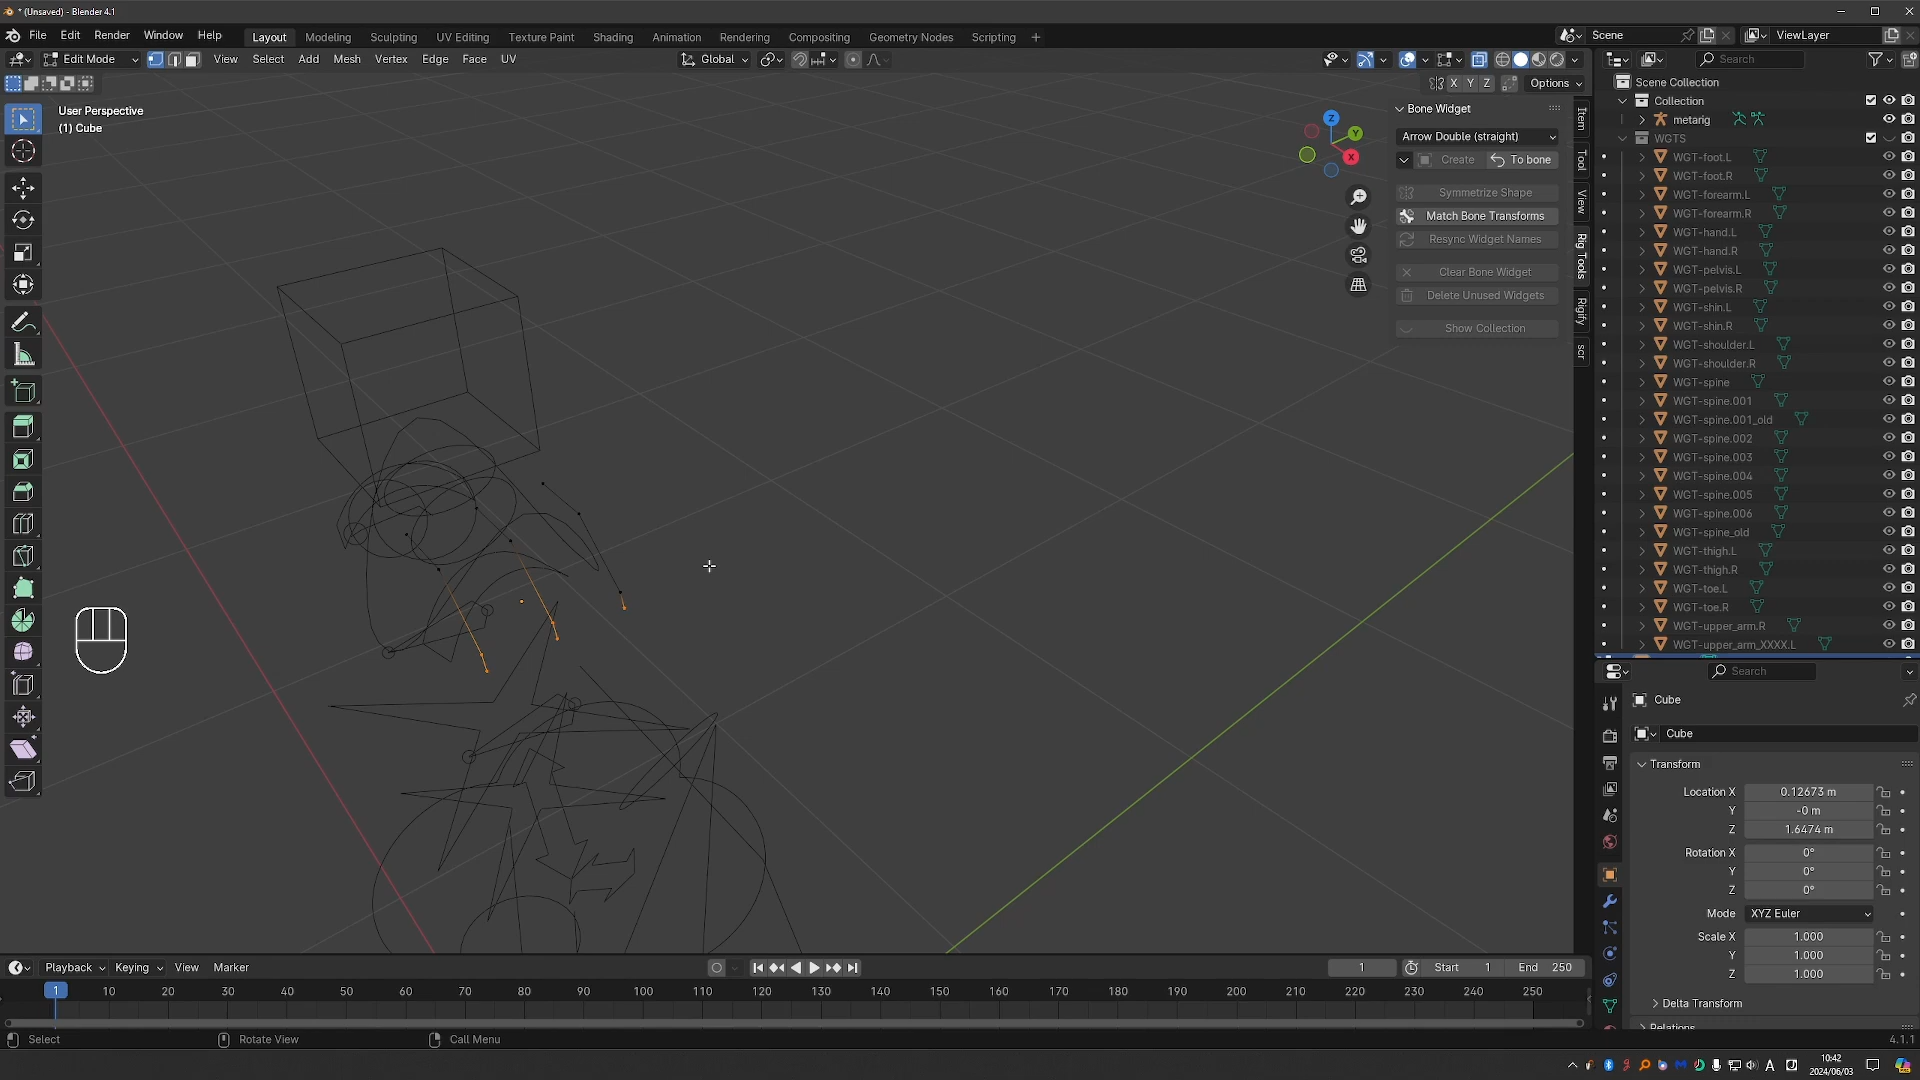 * (Unsaved) - Blender 4.1
File Edit Render Window Help Layout Modeling Sculpting UV Editing Texture Paint Shading Animation Rendering Compositing Geometry Nodes Scripting + Scene ViewLayer
Edit Mode View Select Add Mesh Vertex Edge Face UV Global Search
X Y Z Options
User Perspective
(1) Cube
Z Y X
Bone Widget
Arrow Double (straight)
Create To bone
Symmetrize Shape
Match Bone Transforms
Resync Widget Names
Clear Bone Widget
Delete Unused Widgets
Show Collection
Item
Tool
View
Rig Tools
Rigify
scr
Scene Collection
Collection
metarig
WGTS
WGT-foot.L
WGT-foot.R
WGT-forearm.L
WGT-forearm.R
WGT-hand.L
WGT-hand.R
WGT-pelvis.L
WGT-pelvis.R
WGT-shin.L
WGT-shin.R
WGT-shoulder.L
WGT-shoulder.R
WGT-spine
WGT-spine.001
WGT-spine.001_old
WGT-spine.002
WGT-spine.003
WGT-spine.004
WGT-spine.005
WGT-spine.006
WGT-spine_old
WGT-thigh.L
WGT-thigh.R
WGT-toe.L
WGT-toe.R
WGT-upper_arm.R
WGT-upper_arm_XXXX.L
Search
Cube
Cube
Transform
Location X 0.12673 m
Y -0 m
Z 1.6474 m
Rotation X 0°
Y 0°
Z 0°
Mode XYZ Euler
Scale X 1.000
Y 1.000
Z 1.000
Delta Transform
Relations
Playback Keying View Marker 1 Start 1 End 250
1 10 20 30 40 50 60 70 80 90 100 110 120 130 140 150 160 170 180 190 200 210 220 230 240 250
Select Rotate View Call Menu 4.1.1
A 10:42
2024/06/03